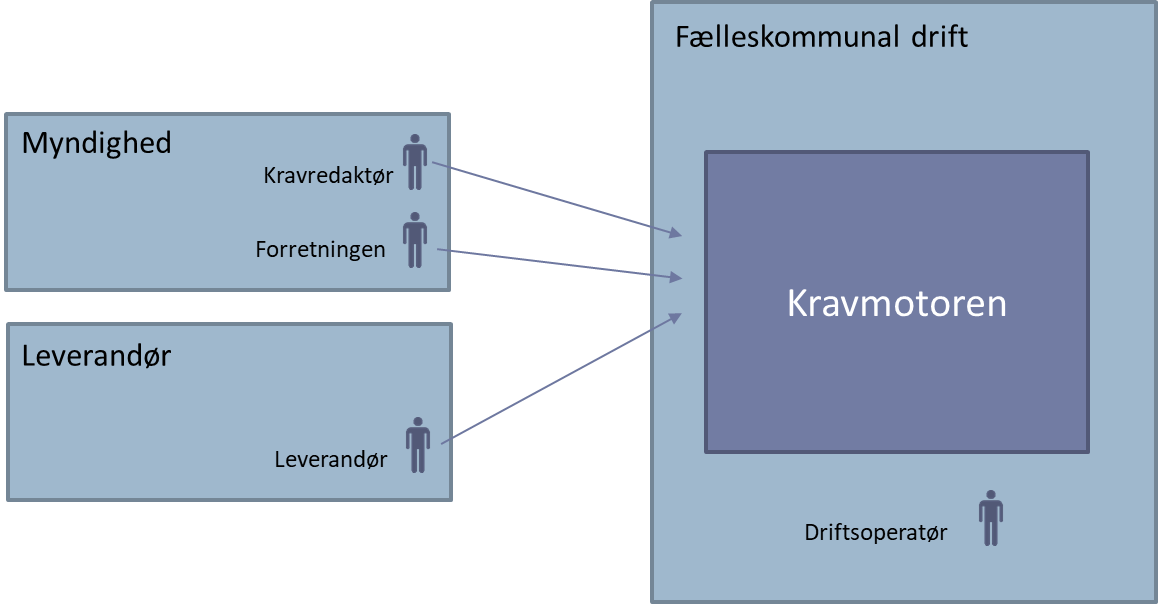 Fælleskommunal drift
Myndighed
Kravredaktør
Forretningen
Kravmotoren
Leverandør
Leverandør
Driftsoperatør